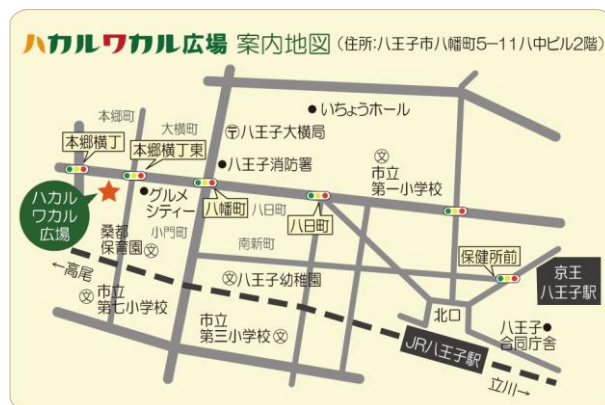 ハカルワカル広場 案内地図(住所:八王子市八幡町5−11八中ビル2階)
いちょうホール
本郷町
大横町
〒八王子大横局
本郷横丁
本郷横丁東
八王子消防署
文
市立
第一小学校
ハカル
ワカル
広場
グルメ
シティー
八幡町
八日町
八日町
桑都
保育園文
小門町
南新町
保健所前
←高尾
文八王子幼稚園
京王
八王子駅
文市立
第七小学校
北口
市立
第三小学校文
JR八王子駅
八王子
合同庁舎
立川→